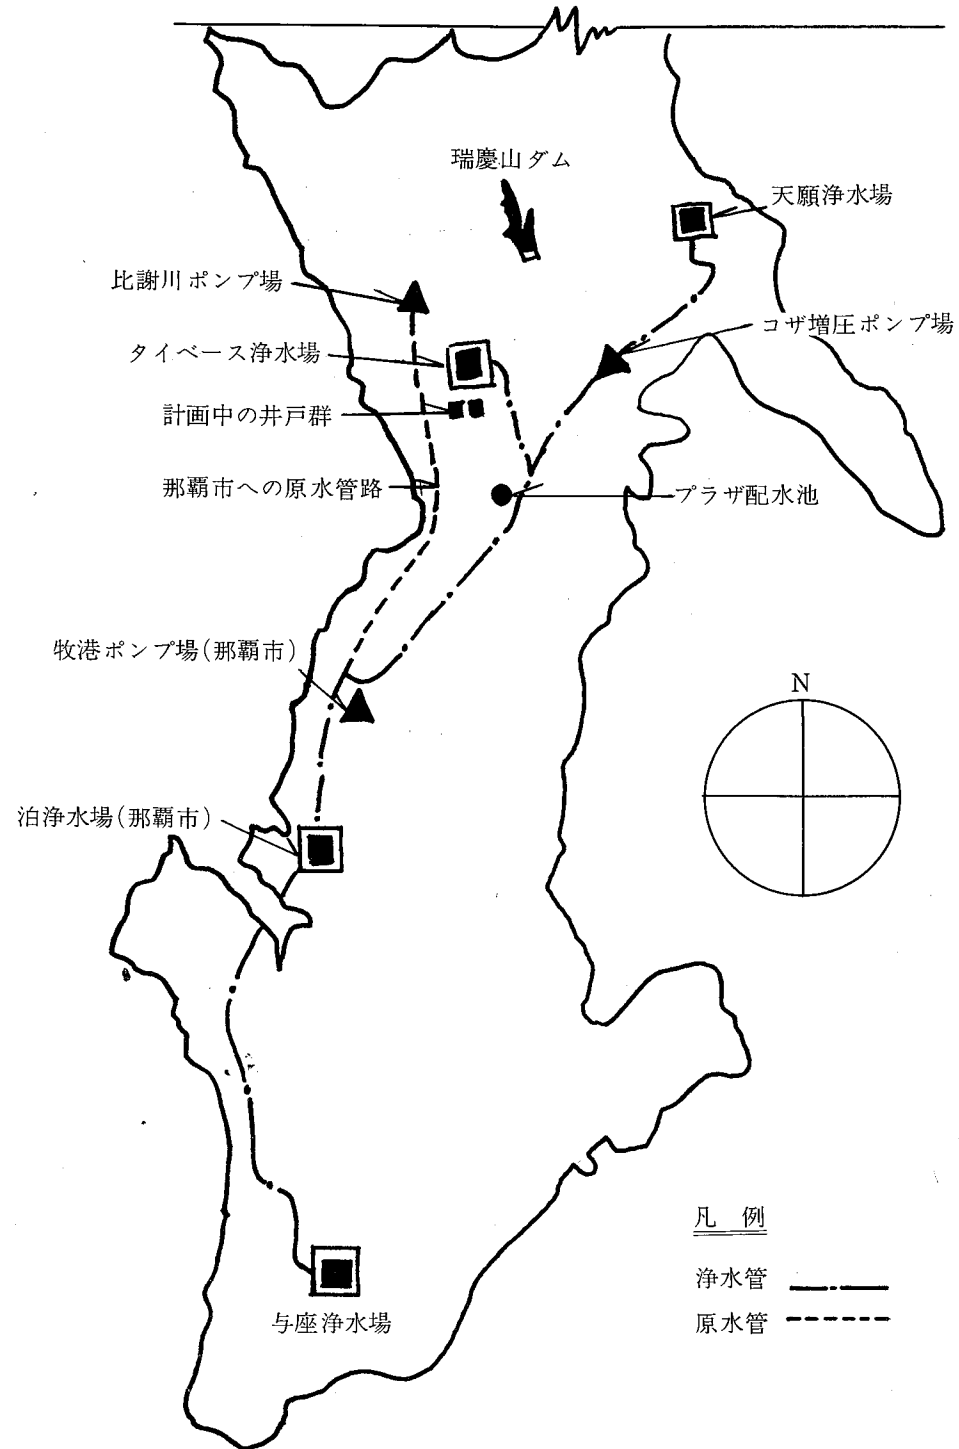 瑞慶山ダム
天願浄水場
比謝川ポンプ場
コザ増圧ポンプ場
タイベース浄水場
計画中の井戸群
那覇市への原水管路
プラザ配水池
牧港ポンプ場(那覇市)
N
泊浄水場(那覇市)
凡 例
浄水管
原水管
与座浄水場